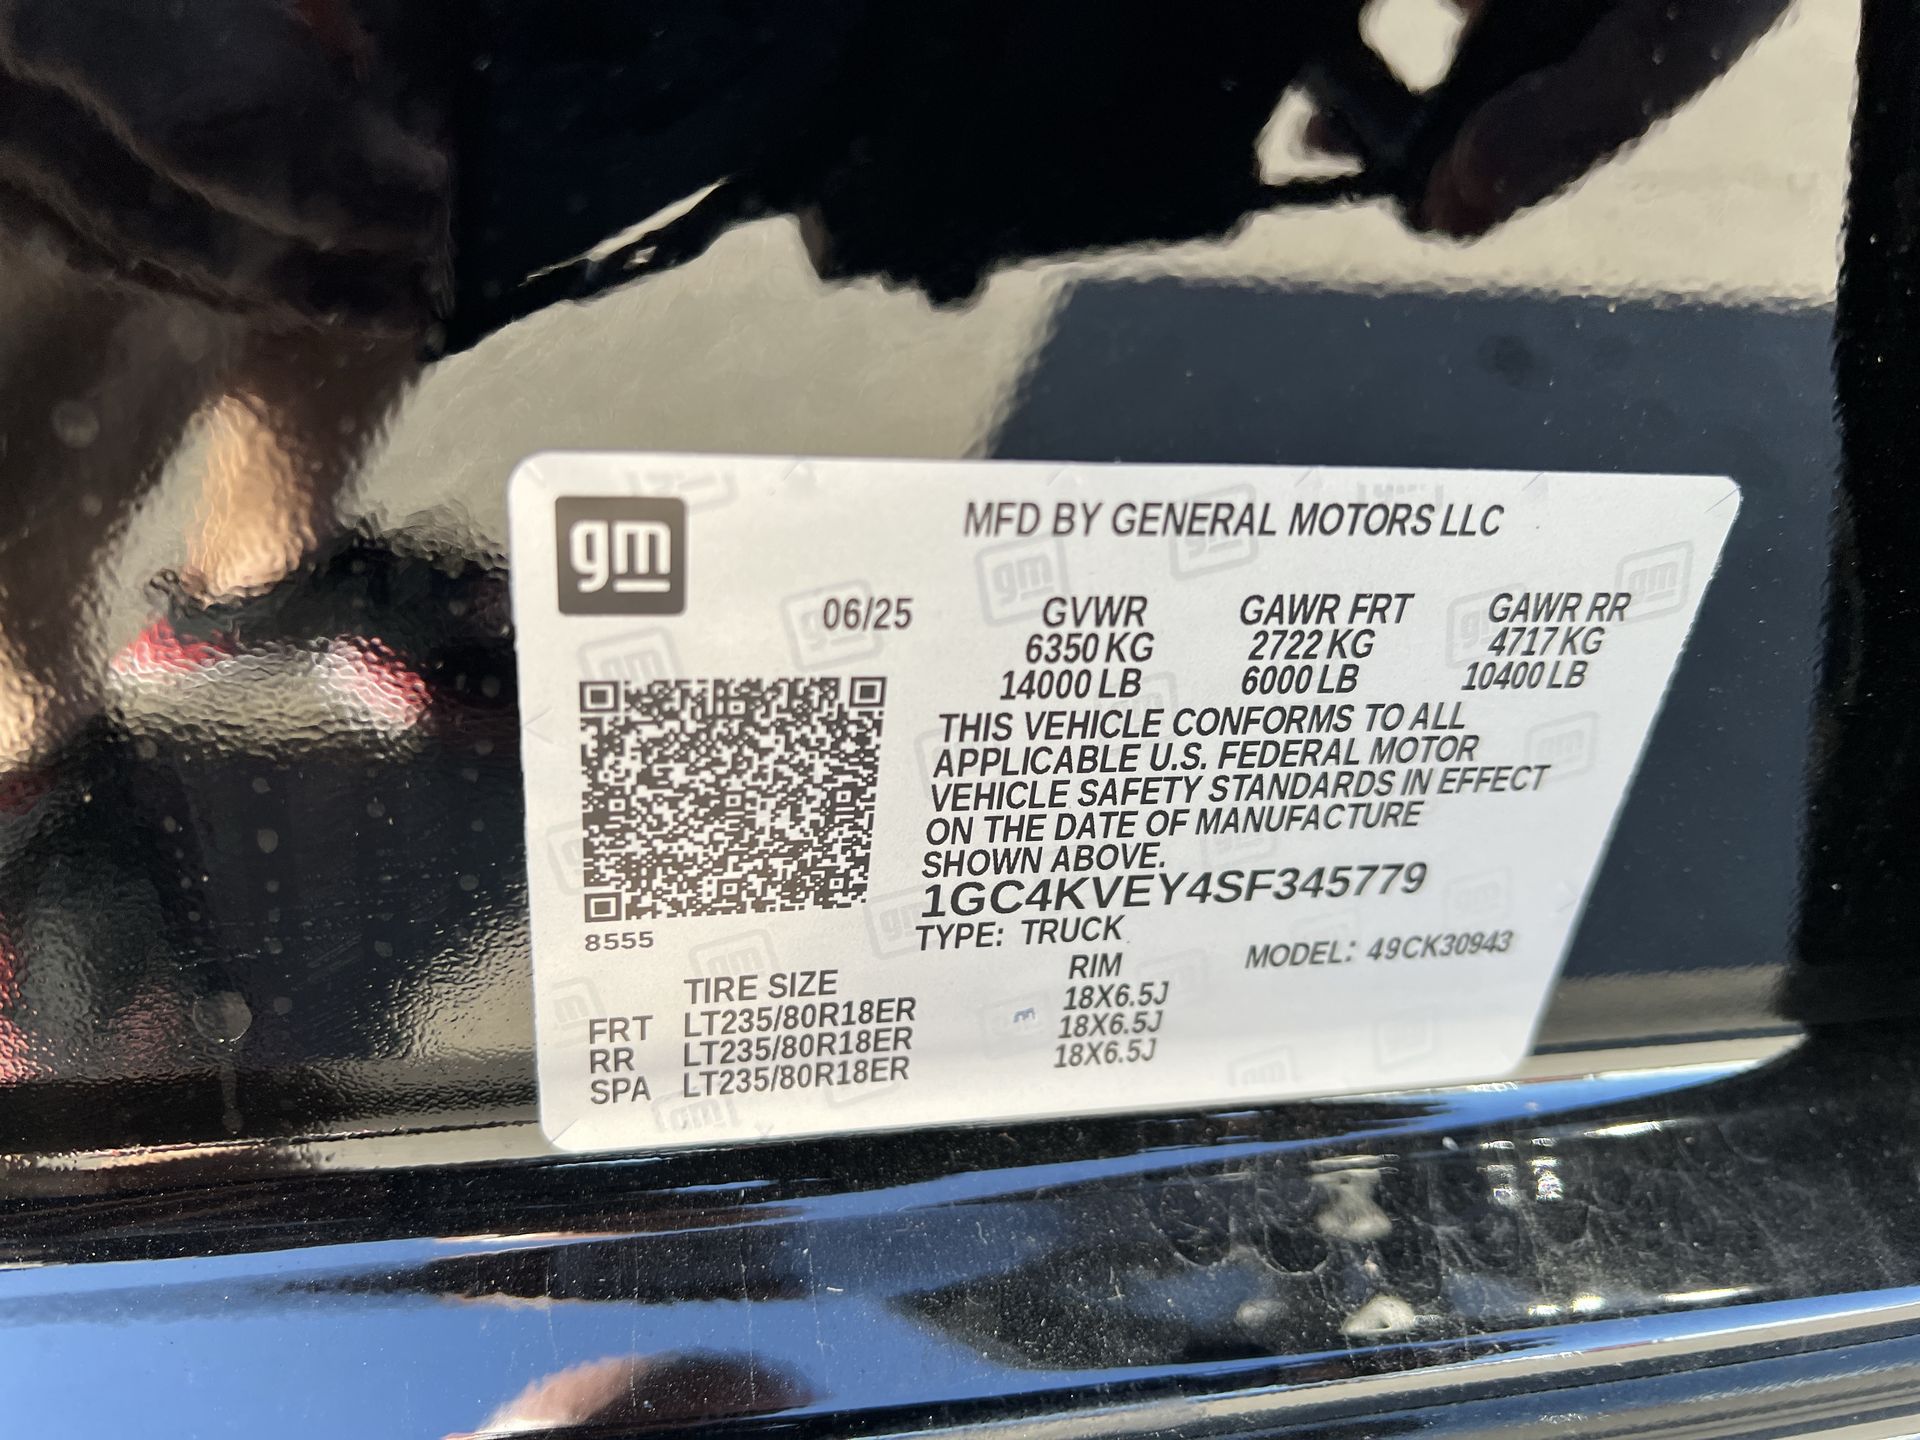 gm
MFD BY GENERAL MOTORS LLC
06/25 GVWR GAWR FRT GAWR RR
6350 KG 2722 KG 4717 KG
14000 LB 6000 LB 10400 LB
THIS VEHICLE CONFORMS TO ALL
APPLICABLE U.S. FEDERAL MOTOR
VEHICLE SAFETY STANDARDS IN EFFECT
ON THE DATE OF MANUFACTURE
SHOWN ABOVE.
1GC4KVEY4SF345779
8555
TYPE: TRUCK MODEL: 49CK30943
TIRE SIZE RIM
FRT LT235/80R18ER 18X6.5J
RR LT235/80R18ER 18X6.5J
SPA LT235/80R18ER 18X6.5J